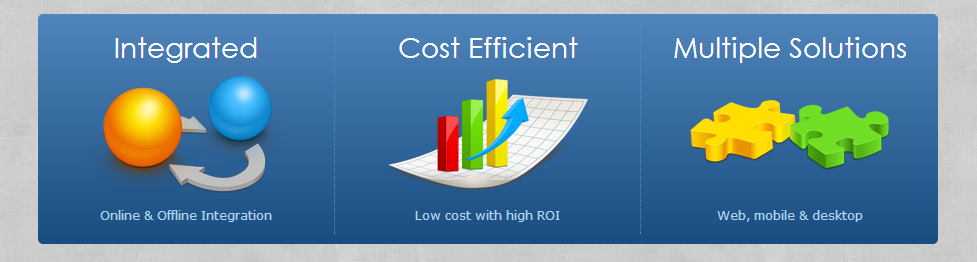 Integrated
Cost Efficient
Multiple Solutions
Online & Offline Integration
Low cost with high ROI
Web, mobile & desktop